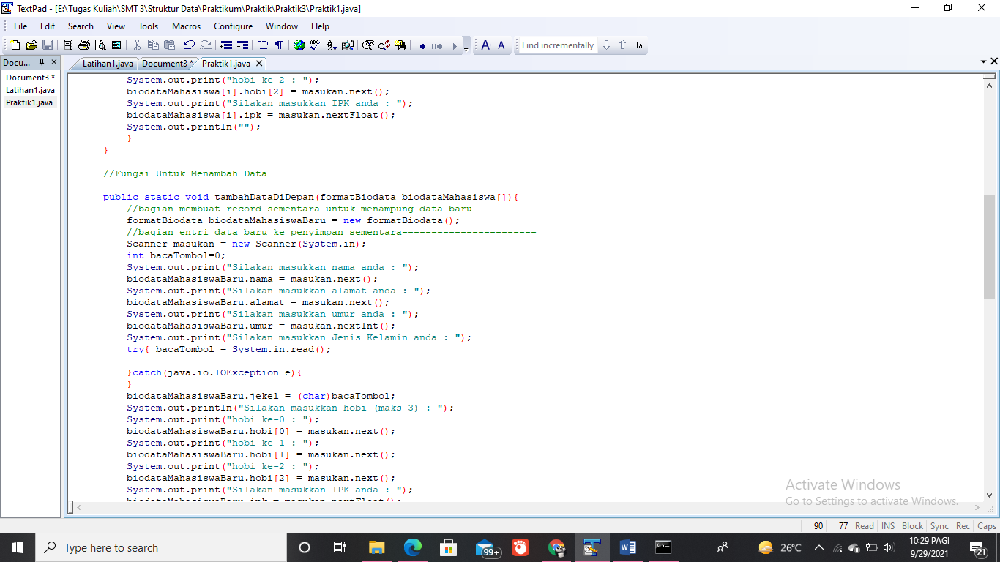 TextPad - [E:\Tugas Kuliah\SMT 3\Struktur Data\Praktikum\Praktik\Praktik3\Praktik1.java]
File Edit Search View Tools Macros Configure Window Help
Find incrementally
Docu...
Latihan1.java Document3 * Praktik1.java
Document3 *
Latihan1.java
Praktik1.java
System.out.print("hobi ke-2 : ");
biodataMahasiswa[i].hobi[2] = masukan.next();
System.out.print("Silakan masukkan IPK anda : ");
biodataMahasiswa[i].ipk = masukan.nextFloat();
System.out.println("");
}
}
//Fungsi Untuk Menambah Data
public static void tambahDataDiDepan(formatBiodata biodataMahasiswa[]){
//bagian membuat record sementara untuk menampung data baru-------------
formatBiodata biodataMahasiswaBaru = new formatBiodata();
//bagian entri data baru ke penyimpan sementara-----------------------
Scanner masukan = new Scanner(System.in);
int bacaTombol=0;
System.out.print("Silakan masukkan nama anda : ");
biodataMahasiswaBaru.nama = masukan.next();
System.out.print("Silakan masukkan alamat anda : ");
biodataMahasiswaBaru.alamat = masukan.next();
System.out.print("Silakan masukkan umur anda : ");
biodataMahasiswaBaru.umur = masukan.nextInt();
System.out.print("Silakan masukkan Jenis Kelamin anda : ");
try{ bacaTombol = System.in.read();
}catch(java.io.IOException e){
}
biodataMahasiswaBaru.jekel = (char)bacaTombol;
System.out.println("Silakan masukkan hobi (maks 3) : ");
System.out.print("hobi ke-0 : ");
biodataMahasiswaBaru.hobi[0] = masukan.next();
System.out.print("hobi ke-1 : ");
biodataMahasiswaBaru.hobi[1] = masukan.next();
System.out.print("hobi ke-2 : ");
biodataMahasiswaBaru.hobi[2] = masukan.next();
System.out.print("Silakan masukkan IPK anda : ");
biodataMahasiswaBaru.ipk = masukan.nextFloat();
Activate Windows
Go to Settings to activate Windows.
90 77 Read INS Block Sync Rec Caps
Type here to search
99+
26°C
10:29 PAGI
9/29/2021
21